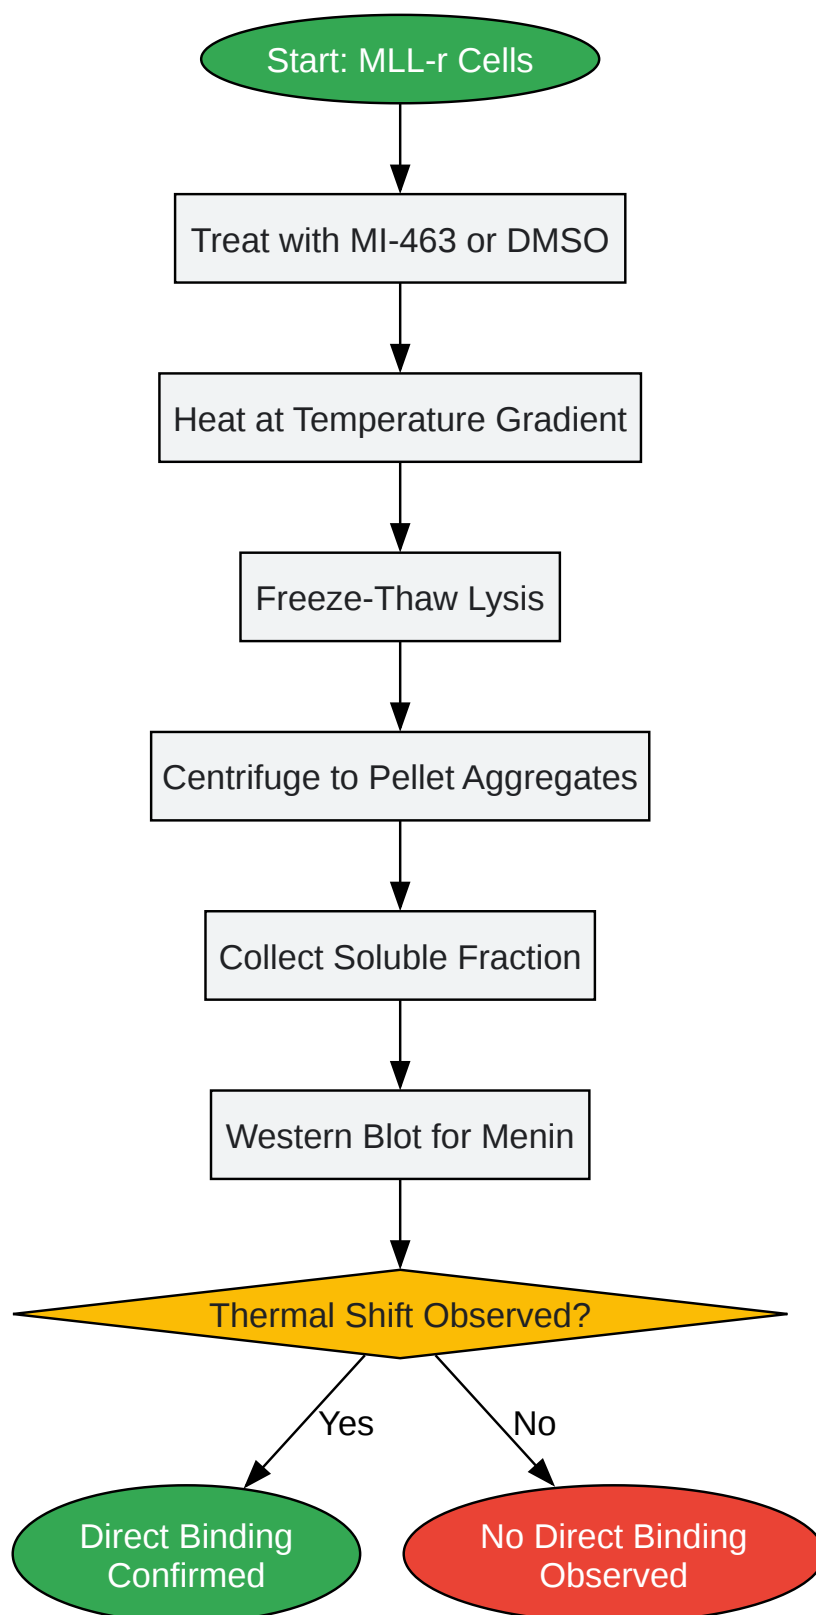 Start: MLL-r Cells
Treat with MI-463 or DMSO
Heat at Temperature Gradient
Freeze-Thaw Lysis
Centrifuge to Pellet Aggregates
Collect Soluble Fraction
Western Blot for Menin
Thermal Shift Observed?
Yes
No
Direct Binding
Confirmed
No Direct Binding
Observed